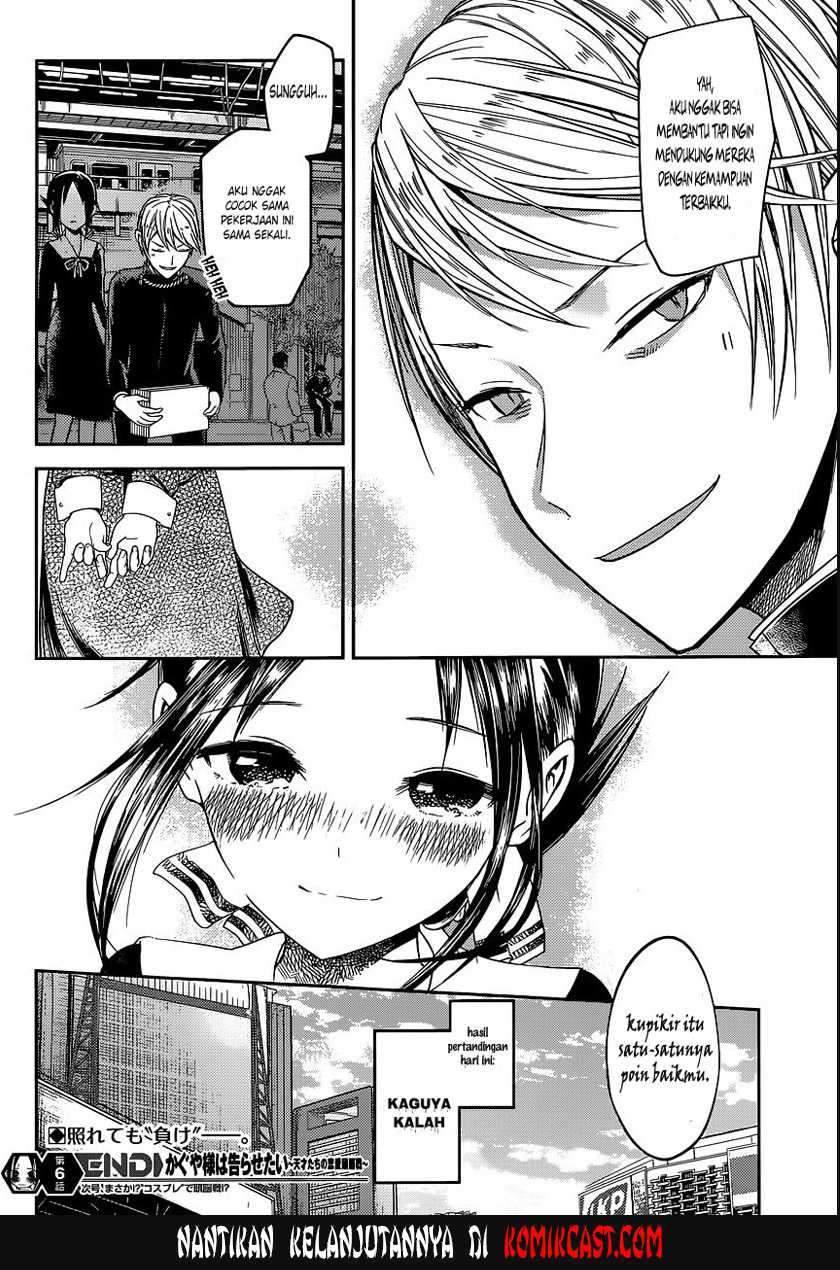 YAH,
AKU NGGAK BISA
MEMBANTU TAPI INGIN
MENDUKUNG MEREKA
DENGAN KEMAMPUAN
TERBAIKKU.
SUNGGUH...
AKU NGGAK
COCOK SAMA
PEKERJAAN INI
SAMA SEKALI.
HEH HEH
kupikir itu
satu-satunya
poin baikmu.
hasil
pertandingan
hari ini:
KAGUYA
KALAH
照れても〝負け〟――。
第6話
END
かぐや様は告らせたい
~天才たちの恋愛頭脳戦~
次号、まさか!?コスプレで頭脳戦!?
KP
NANTIKAN KELANJUTANNYA DI KOMIKCAST.COM